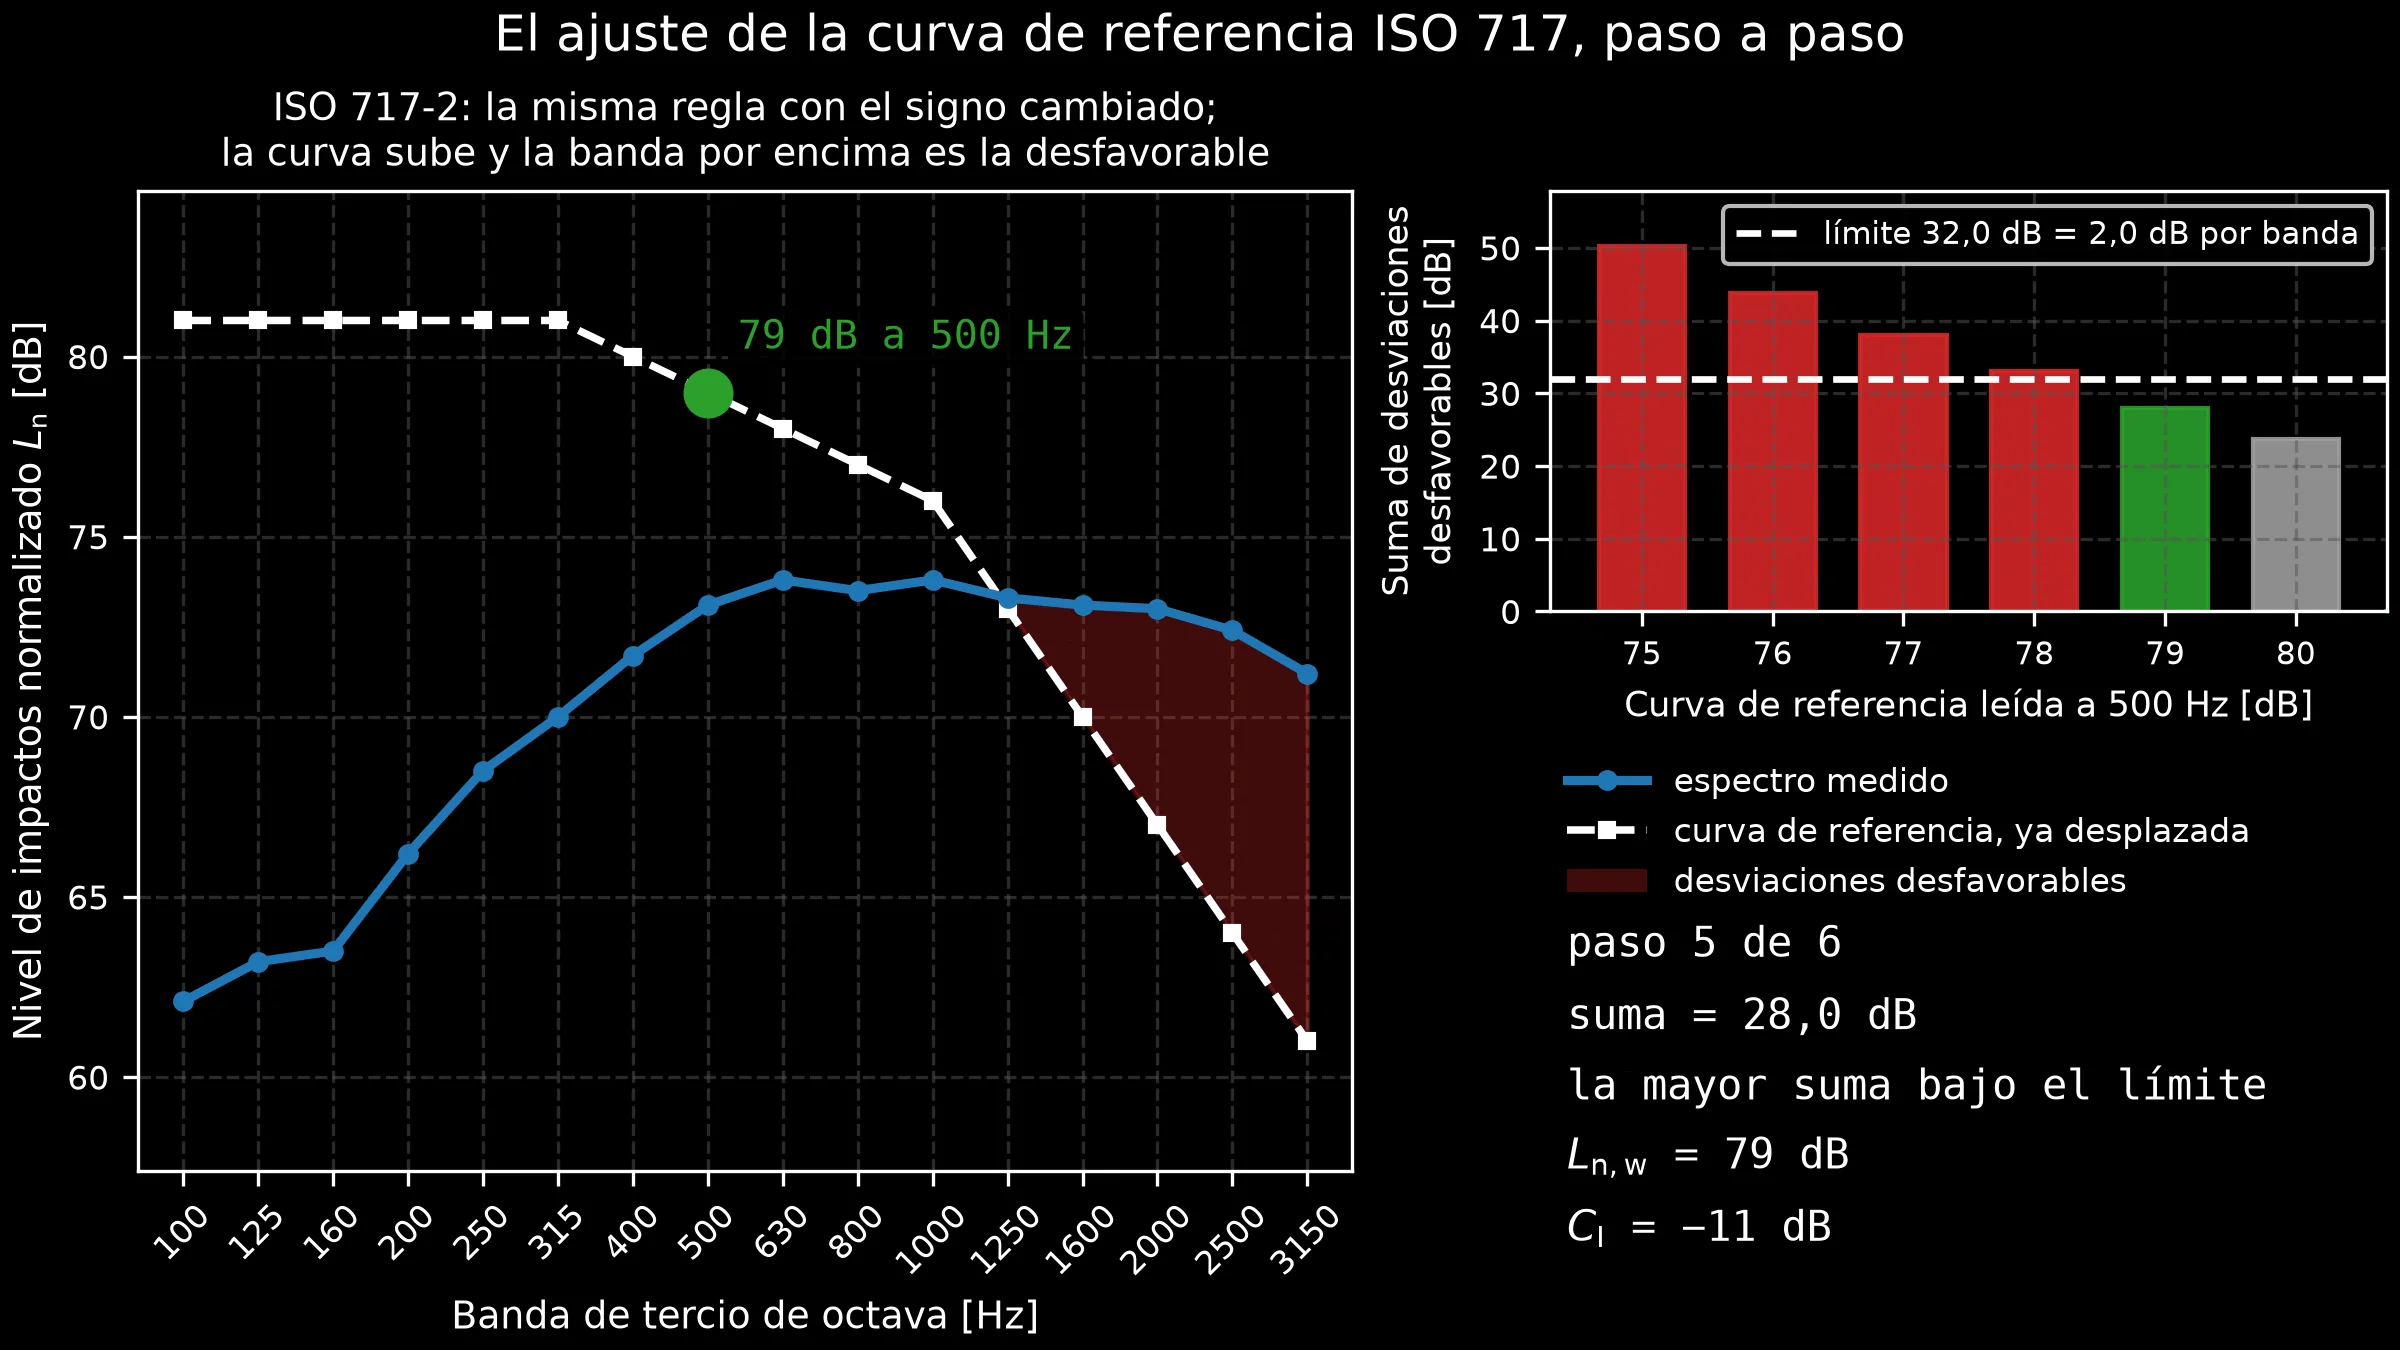 El ajuste de la curva de referencia ISO 717, paso a paso
ISO 717-2: la misma regla con el signo cambiado;
la curva sube y la banda por encima es la desfavorable
Nivel de impactos normalizado Ln [dB]
80
75
70
65
60
79 dB a 500 Hz
100
125
160
200
250
315
400
500
630
800
1000
1250
1600
2000
2500
3150
Banda de tercio de octava [Hz]
Suma de desviaciones
desfavorables [dB]
50
40
30
20
10
0
límite 32,0 dB = 2,0 dB por banda
75
76
77
78
79
80
Curva de referencia leída a 500 Hz [dB]
espectro medido
curva de referencia, ya desplazada
desviaciones desfavorables
paso 5 de 6
suma = 28,0 dB
la mayor suma bajo el límite
Ln,w = 79 dB
CI = −11 dB